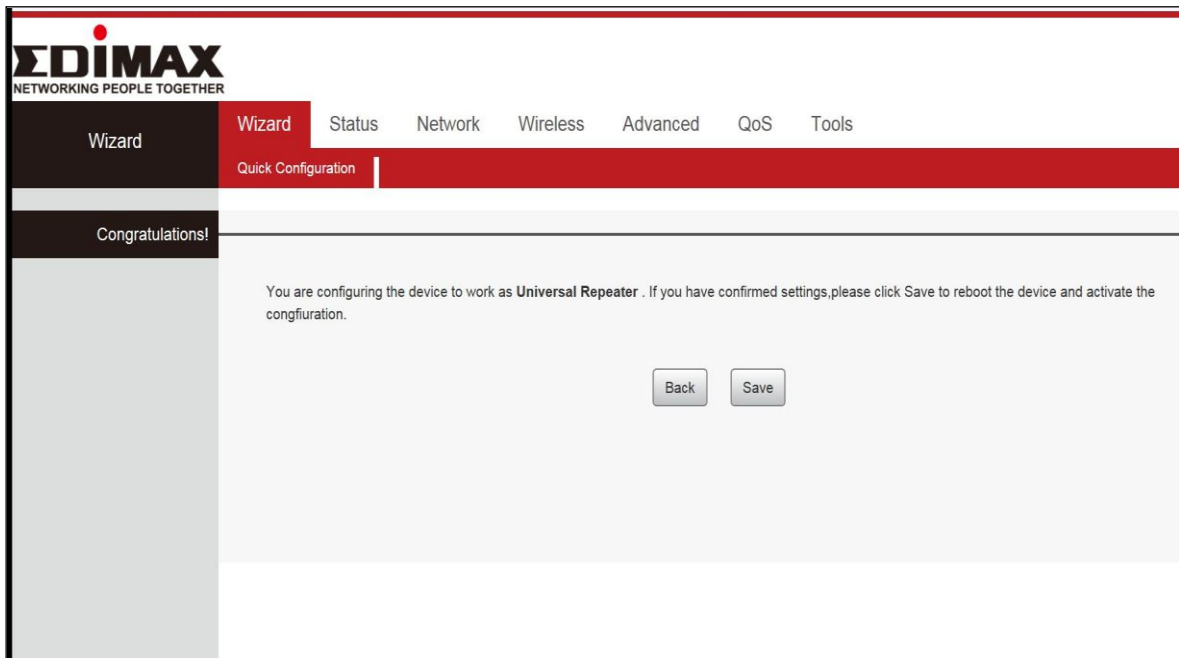 EDIMAX
NETWORKING PEOPLE TOGETHER
Wizard
Wizard Status Network Wireless Advanced QoS Tools
Quick Configuration
Congratulations!
You are configuring the device to work as Universal Repeater . If you have confirmed settings,please click Save to reboot the device and activate the
congfiuration.
Back Save